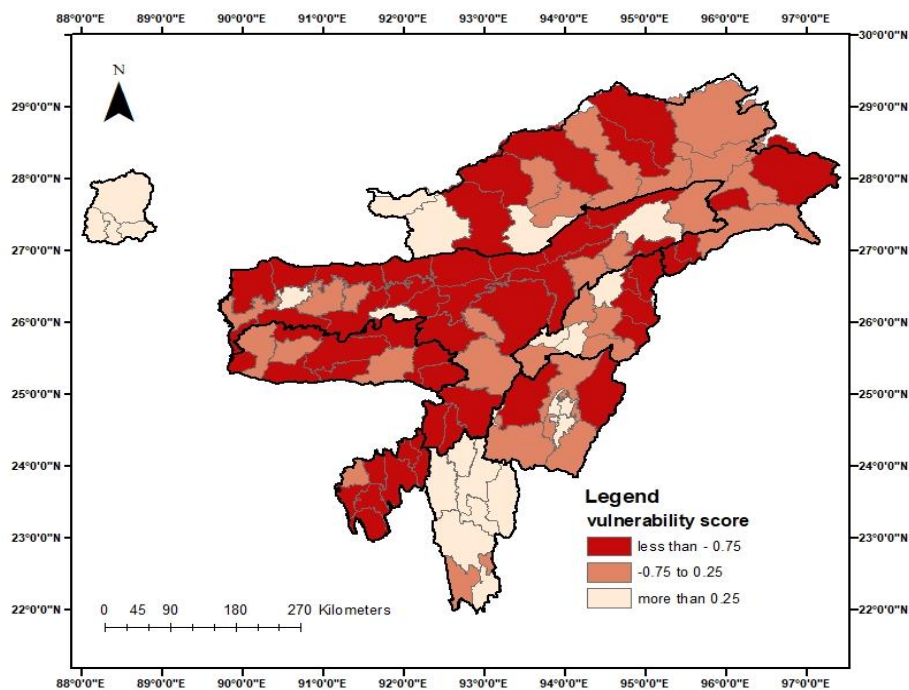 88°0'0"E 89°0'0"E 90°0'0"E 91°0'0"E 92°0'0"E 93°0'0"E 94°0'0"E 95°0'0"E 96°0'0"E 97°0'0"E
30°0'0"N
N
29°0'0"N 29°0'0"N
28°0'0"N 28°0'0"N
27°0'0"N 27°0'0"N
26°0'0"N 26°0'0"N
25°0'0"N 25°0'0"N
24°0'0"N 24°0'0"N
Legend
vulnerability score
23°0'0"N 23°0'0"N
less than - 0.75
-0.75 to 0.25
more than 0.25
22°0'0"N 22°0'0"N
0 45 90 180 270 Kilometers
88°0'0"E 89°0'0"E 90°0'0"E 91°0'0"E 92°0'0"E 93°0'0"E 94°0'0"E 95°0'0"E 96°0'0"E 97°0'0"E